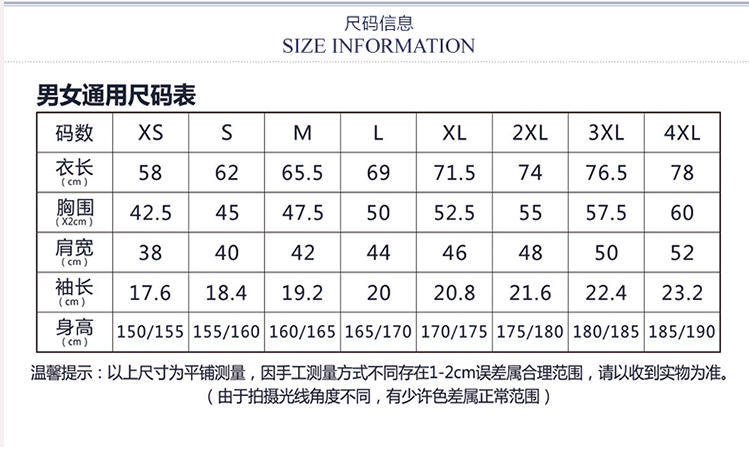 尺码信息
SIZE INFORMATION
男女通用尺码表
码数 XS S M L XL 2XL 3XL 4XL
衣长(cm) 58 62 65.5 69 71.5 74 76.5 78
胸围(X2cm) 42.5 45 47.5 50 52.5 55 57.5 60
肩宽(cm) 38 40 42 44 46 48 50 52
袖长(cm) 17.6 18.4 19.2 20 20.8 21.6 22.4 23.2
身高(cm) 150/155 155/160 160/165 165/170 170/175 175/180 180/185 185/190
温馨提示：以上尺寸为平铺测量，因手工测量方式不同存在1-2cm误差属合理范围，请以收到实物为准。
（由于拍摄光线角度不同，有少许色差属正常范围）